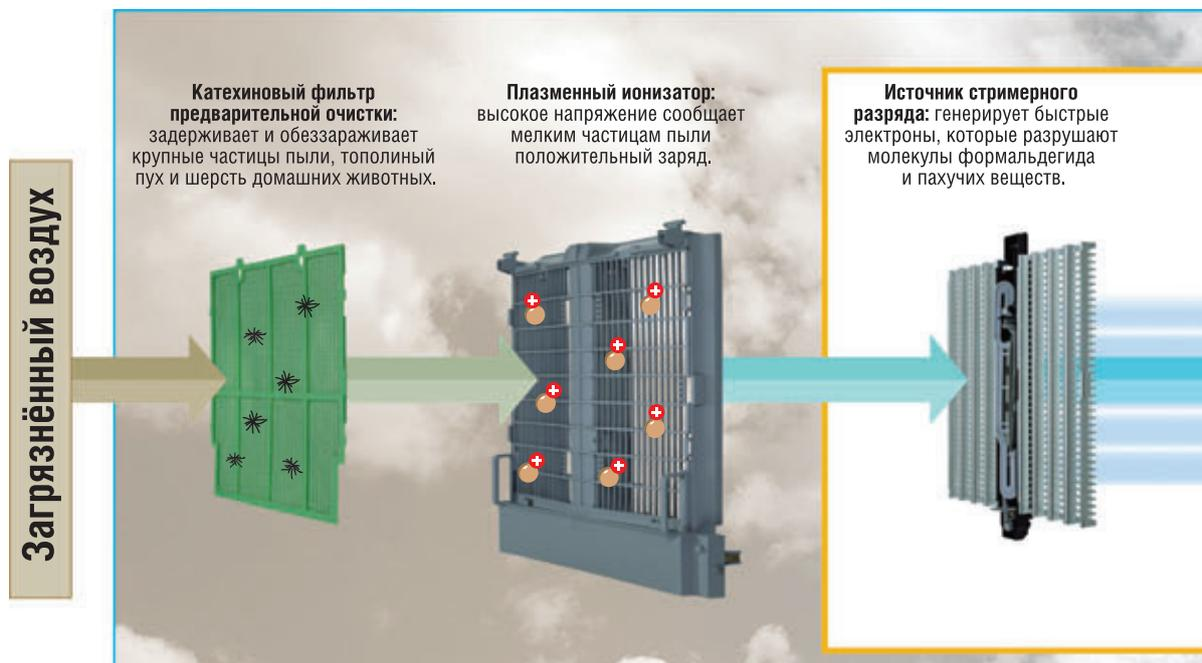 Загрязнённый воздух
Катехиновый фильтр
предварительной очистки:
задерживает и обеззараживает
крупные частицы пыли, тополиный
пух и шерсть домашних животных.
Плазменный ионизатор:
высокое напряжение сообщает
мелким частицам пыли
положительный заряд.
Источник стримерного
разряда: генерирует быстрые
электроны, которые разрушают
молекулы формальдегида
и пахучих веществ.